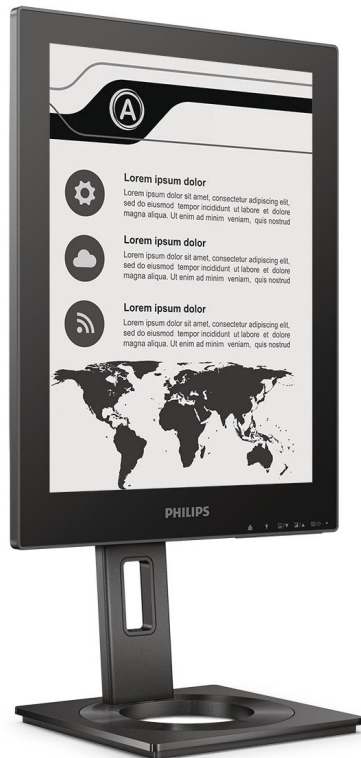 A
Lorem ipsum dolor
Lorem ipsum dolor sit amet, consectetur adipiscing elit,
sed do eiusmod tempor incididunt ut labore et dolore
magna aliqua. Ut enim ad minim veniam, quis nostrud
Lorem ipsum dolor
Lorem ipsum dolor sit amet, consectetur adipiscing elit,
sed do eiusmod tempor incididunt ut labore et dolore
magna aliqua. Ut enim ad minim veniam, quis nostrud
Lorem ipsum dolor
Lorem ipsum dolor sit amet, consectetur adipiscing elit,
sed do eiusmod tempor incididunt ut labore et dolore
magna aliqua. Ut enim ad minim veniam, quis nostrud
PHILIPS